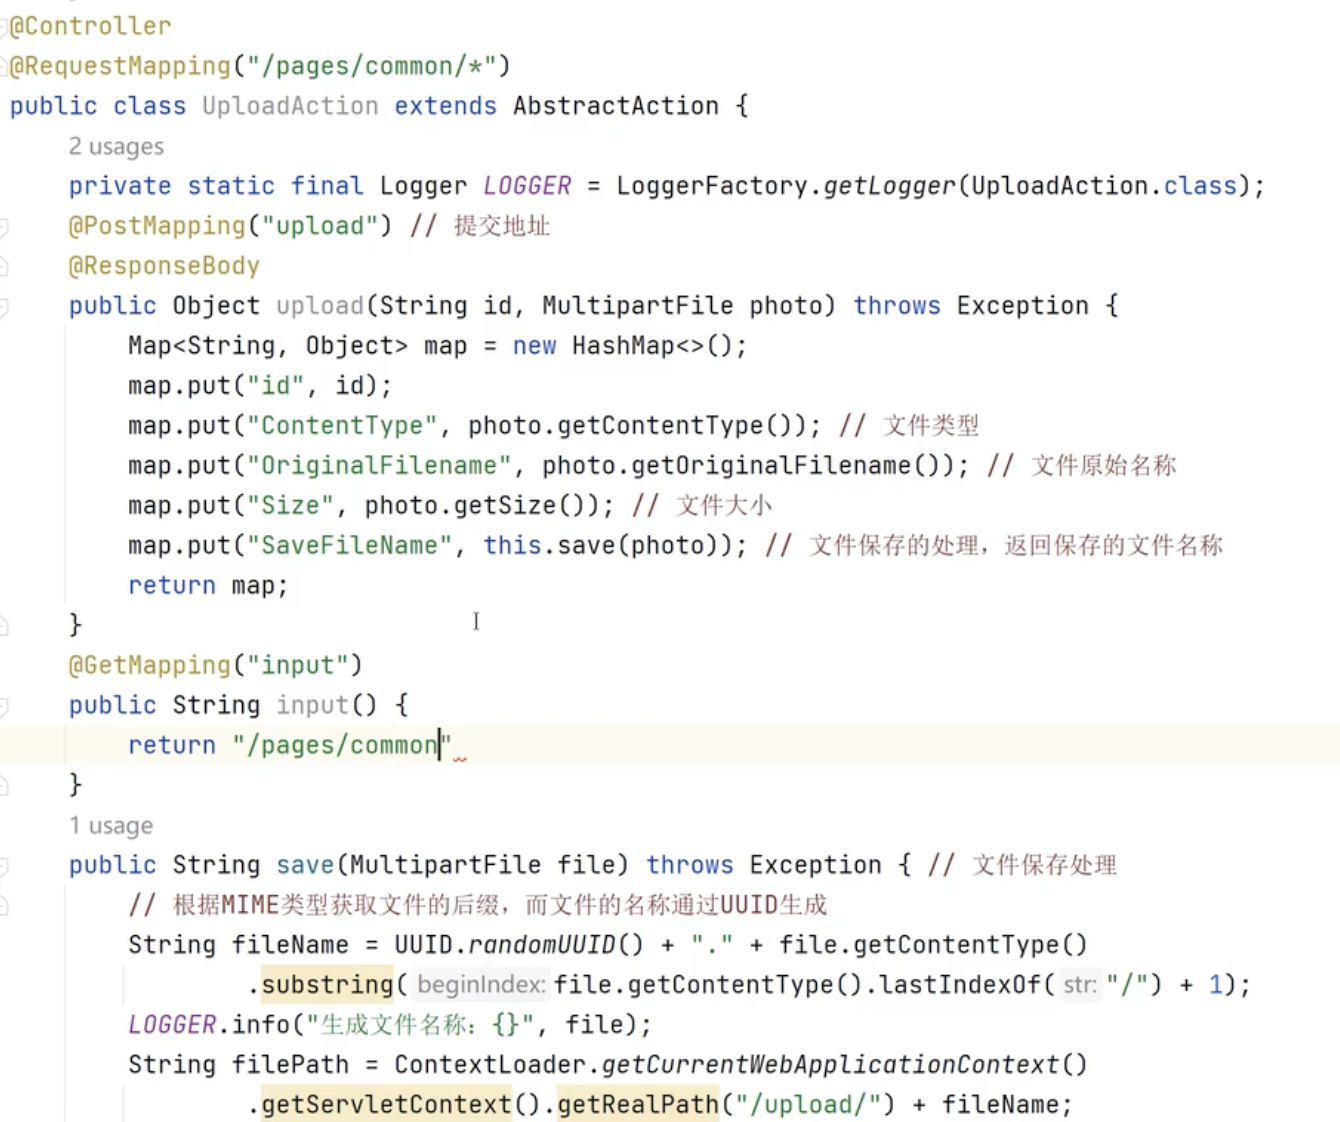 @Controller
@RequestMapping("/pages/common/*")
public class UploadAction extends AbstractAction {
2 usages
private static final Logger LOGGER = LoggerFactory.getLogger(UploadAction.class);
@PostMapping("upload") // 提交地址
@ResponseBody
public Object upload(String id, MultipartFile photo) throws Exception {
Map<String, Object> map = new HashMap<>();
map.put("id", id);
map.put("ContentType", photo.getContentType()); // 文件类型
map.put("OriginalFilename", photo.getOriginalFilename()); // 文件原始名称
map.put("Size", photo.getSize()); // 文件大小
map.put("SaveFileName", this.save(photo)); // 文件保存的处理，返回保存的文件名称
return map;
}
@GetMapping("input")
public String input() {
return "/pages/common"
}
1 usage
public String save(MultipartFile file) throws Exception { // 文件保存处理
// 根据MIME类型获取文件的后缀，而文件的名称通过UUID生成
String fileName = UUID.randomUUID() + "." + file.getContentType()
.substring( beginIndex: file.getContentType().lastIndexOf( str: "/") + 1);
LOGGER.info("生成文件名称：{}", file);
String filePath = ContextLoader.getCurrentWebApplicationContext()
.getServletContext().getRealPath("/upload/") + fileName;